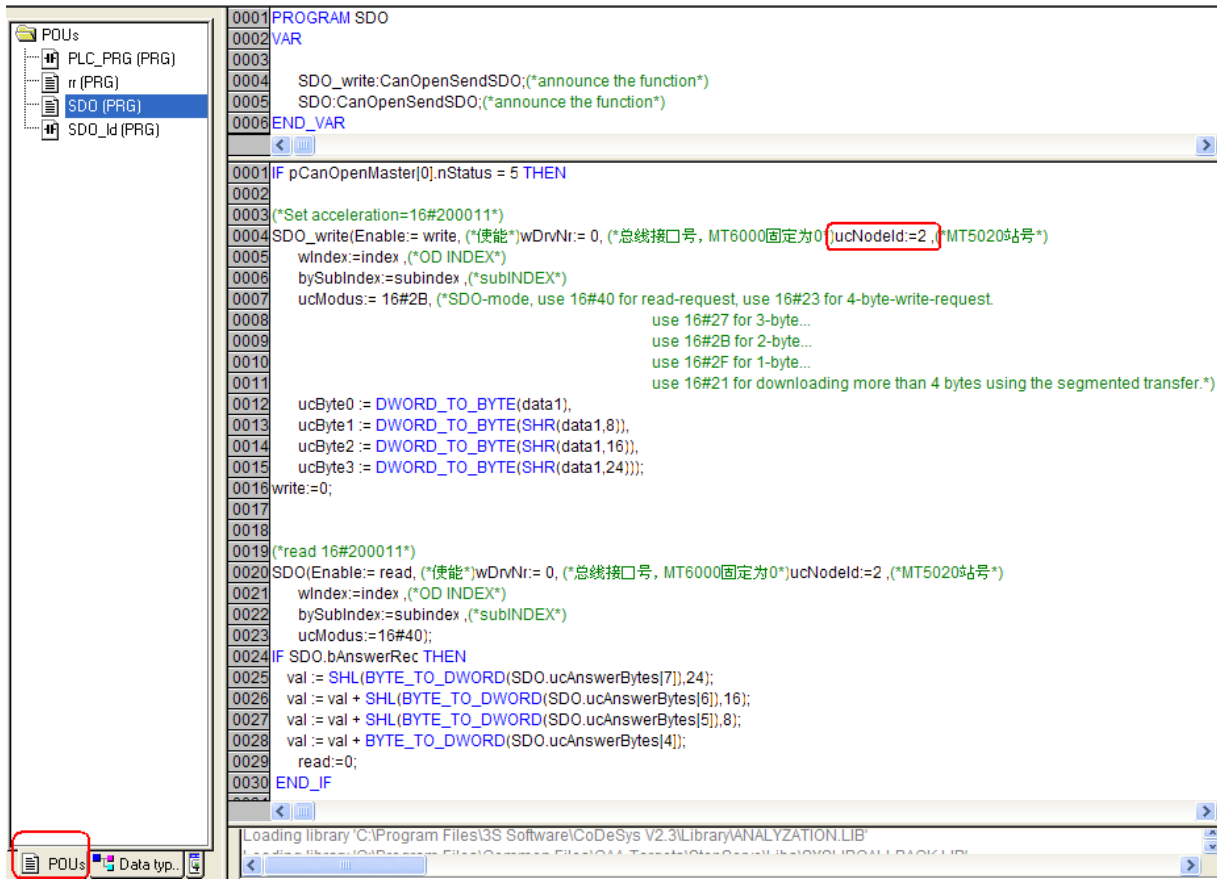 POUs
PLC_PRG (PRG)
rr (PRG)
SDO (PRG)
SDO_ld (PRG)
POUs
Data typ..
0001 PROGRAM SDO
0002 VAR
0003
0004 SDO_write:CanOpenSendSDO;(*announce the function*)
0005 SDO:CanOpenSendSDO;(*announce the function*)
0006 END_VAR
0001 IF pCanOpenMaster[0].nStatus = 5 THEN
0002
0003 (*Set acceleration=16#200011*)
0004 SDO_write(Enable:= write, (*使能*)wDrvNr:= 0, (*总线接口号，MT6000固定为0*)ucNodeId:=2 ,(*MT5020站号*)
0005 wIndex:=index ,(*OD INDEX*)
0006 bySubIndex:=subindex ,(*subINDEX*)
0007 ucModus:= 16#2B, (*SDO-mode, use 16#40 for read-request, use 16#23 for 4-byte-write-request.
0008 use 16#27 for 3-byte...
0009 use 16#2B for 2-byte...
0010 use 16#2F for 1-byte...
0011 use 16#21 for downloading more than 4 bytes using the segmented transfer.*)
0012 ucByte0 := DWORD_TO_BYTE(data1),
0013 ucByte1 := DWORD_TO_BYTE(SHR(data1,8)),
0014 ucByte2 := DWORD_TO_BYTE(SHR(data1,16)),
0015 ucByte3 := DWORD_TO_BYTE(SHR(data1,24)));
0016 write:=0;
0017
0018
0019 (*read 16#200011*)
0020 SDO(Enable:= read, (*使能*)wDrvNr:= 0, (*总线接口号，MT6000固定为0*)ucNodeId:=2 ,(*MT5020站号*)
0021 wIndex:=index ,(*OD INDEX*)
0022 bySubIndex:=subindex ,(*subINDEX*)
0023 ucModus:=16#40);
0024 IF SDO.bAnswerRec THEN
0025 val := SHL(BYTE_TO_DWORD(SDO.ucAnswerBytes[7]),24);
0026 val := val + SHL(BYTE_TO_DWORD(SDO.ucAnswerBytes[6]),16);
0027 val := val + SHL(BYTE_TO_DWORD(SDO.ucAnswerBytes[5]),8);
0028 val := val + BYTE_TO_DWORD(SDO.ucAnswerBytes[4]);
0029 read:=0;
0030 END_IF
Loading library 'C:\Program Files\3S Software\CoDeSys V2.3\Library\ANALYZATION.LIB'